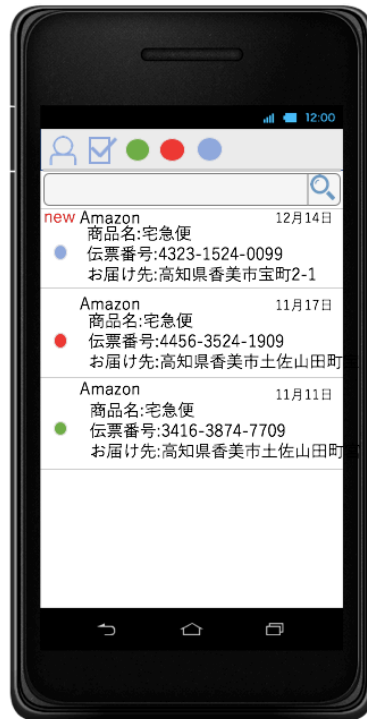 12:00
new Amazon 12月14日
商品名:宅急便
伝票番号:4323-1524-0099
お届け先:高知県香美市宝町2-1
Amazon 11月17日
商品名:宅急便
伝票番号:4456-3524-1909
お届け先:高知県香美市土佐山田町
Amazon 11月11日
商品名:宅急便
伝票番号:3416-3874-7709
お届け先:高知県香美市土佐山田町